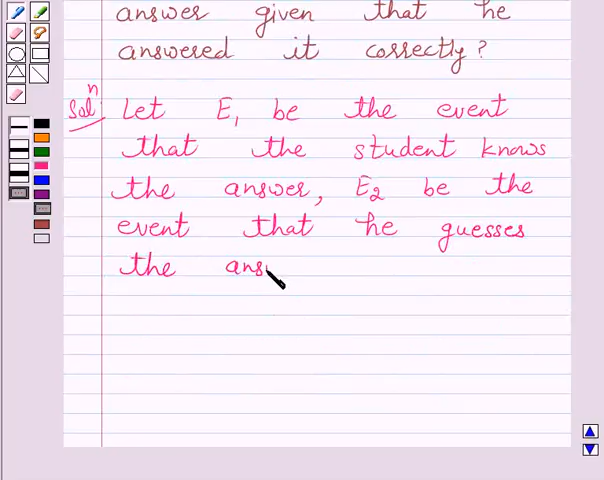 answer given that he
answered it correctly?
Solⁿ Let E₁ be the event
that the student knows
the answer, E₂ be the
event that he guesses
the ans